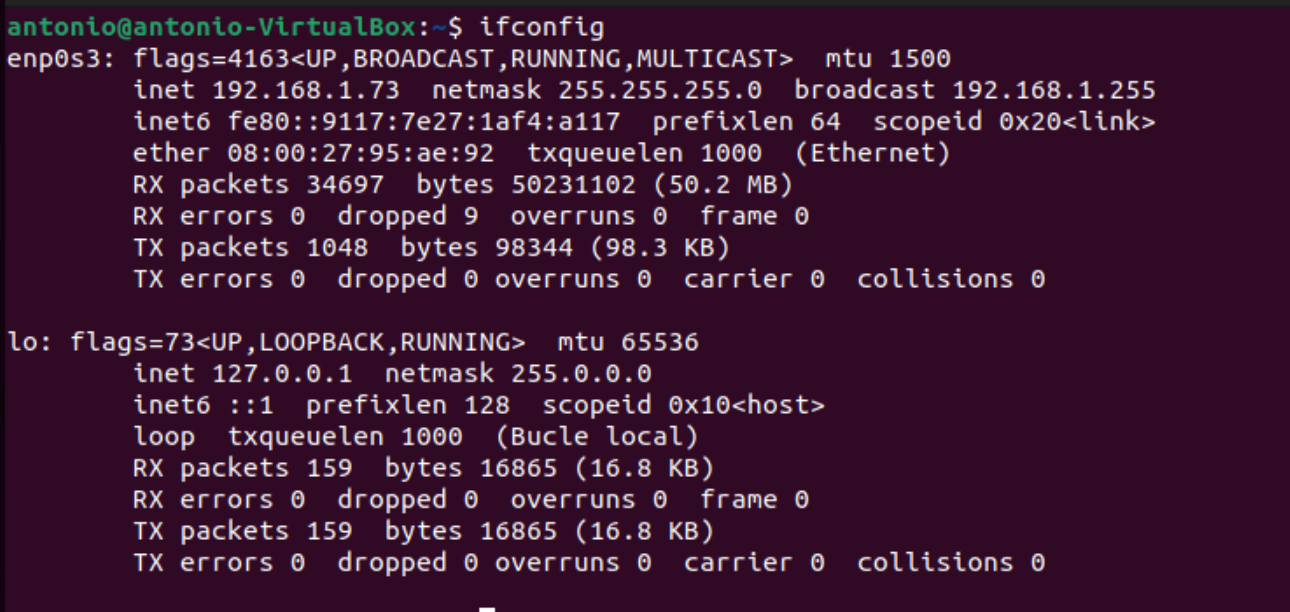 antonio@antonio-VirtualBox:~$ ifconfig
enp0s3: flags=4163<UP,BROADCAST,RUNNING,MULTICAST>  mtu 1500
        inet 192.168.1.73  netmask 255.255.255.0  broadcast 192.168.1.255
        inet6 fe80::9117:7e27:1af4:a117  prefixlen 64  scopeid 0x20<link>
        ether 08:00:27:95:ae:92  txqueuelen 1000  (Ethernet)
        RX packets 34697  bytes 50231102 (50.2 MB)
        RX errors 0  dropped 9  overruns 0  frame 0
        TX packets 1048  bytes 98344 (98.3 KB)
        TX errors 0  dropped 0 overruns 0  carrier 0  collisions 0

lo: flags=73<UP,LOOPBACK,RUNNING>  mtu 65536
        inet 127.0.0.1  netmask 255.0.0.0
        inet6 ::1  prefixlen 128  scopeid 0x10<host>
        loop  txqueuelen 1000  (Bucle local)
        RX packets 159  bytes 16865 (16.8 KB)
        RX errors 0  dropped 0  overruns 0  frame 0
        TX packets 159  bytes 16865 (16.8 KB)
        TX errors 0  dropped 0 overruns 0  carrier 0  collisions 0